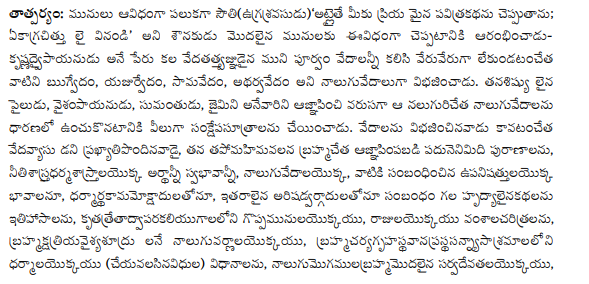 తాత్పర్యం: మునులు ఆవిధంగా పలుకగా సౌతి(ఉగ్రశ్రవసుడు)‘అట్లైతే మీకు ప్రియ మైన పవిత్రకథను చెప్పుతాను;
ఏకాగ్రచిత్తు లై వినండి’ అని శౌనకుడు మొదలైన మునులకు ఈవిధంగా చెప్పటానికి ఆరంభించాడు-
కృష్ణద్వైపాయనుడు అనే పేరు కల వేదతత్త్వజ్ఞుడైన ముని పూర్వం వేదాలన్నీ కలిసి వేరువేరుగా లేకుండటంచేత
వాటిని ఋగ్వేదం, యజుర్వేదం, సామవేదం, అథర్వవేదం అని నాలుగువేదాలుగా విభజించాడు. తనశిష్యు లైన
పైలుడు, వైశంపాయనుడు, సుమంతుడు, జైమిని అనేవారిని ఆజ్ఞాపించి వరుసగా ఆ నలుగురిచేత నాలుగువేదాలను
ధారణలో ఉంచుకొనటానికి వీలుగా సంక్షేపసూత్రాలను చేయించాడు. వేదాలను విభజించినవాడు కావటంచేత
వేదవ్యాసు డని ప్రఖ్యాతిపొందినవాడై, తన తపోమహిమవలన బ్రహ్మచేత ఆజ్ఞాపింపబడి పదునెనిమిది పురాణాలను,
నీతిశాస్త్రధర్మశాస్త్రాలయొక్క అర్థాన్నీ స్వభావాన్నీ, నాలుగువేదాలయొక్క, వాటికి సంబంధించిన ఉపనిషత్తులయొక్క
భావాలనూ, ధర్మార్థకామమోక్షాదులతోనూ, ఇతరాలైన అరిషడ్వర్గాదులతోనూ సంబంధం గల హృద్యాలైనకథలను
ఇతిహాసాలను, కృతత్రేతాద్వాపరకలియుగాలలోని గొప్పమునులయొక్కయు, రాజులయొక్కయు వంశాలచరిత్రలను,
బ్రహ్మక్షత్రియవైశ్యశూద్రు లనే నాలుగువర్ణాలయొక్కయు, బ్రహ్మచర్యగృహస్థవానప్రస్థసన్న్యాసాశ్రమాలలోని
ధర్మాలయొక్కయు (చేయవలసినవిధుల) విధానాలను, నాలుగుమొగములబ్రహ్మమొదలైన సర్వదేవతలయొక్కయు,